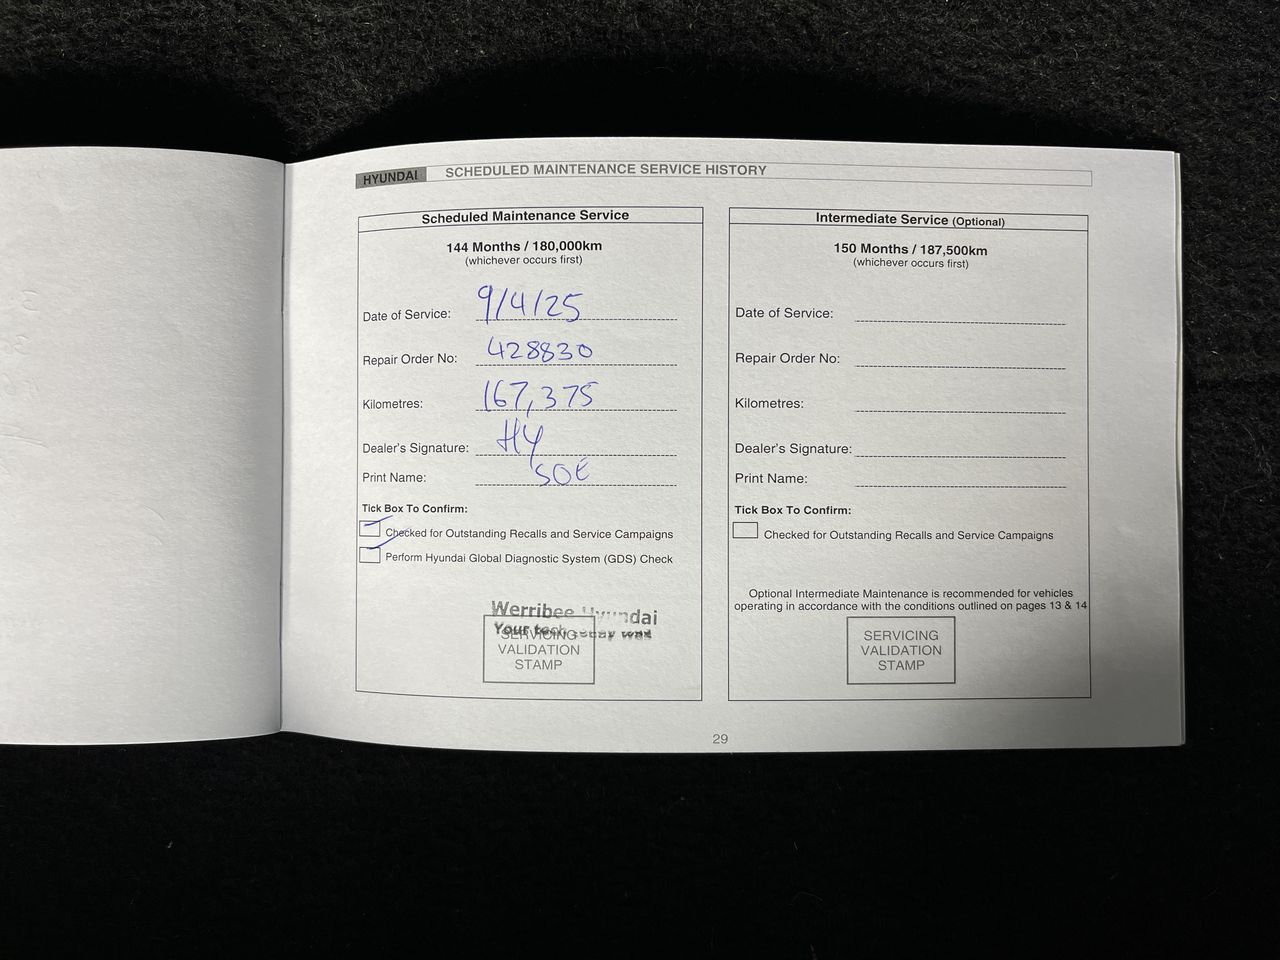 HYUNDAI SCHEDULED MAINTENANCE SERVICE HISTORY
Scheduled Maintenance Service
144 Months / 180,000km
(whichever occurs first)
Date of Service: 9/4/25
Repair Order No: 428830
Kilometres: 167,375
Dealer's Signature: HY
Print Name: SOE
Tick Box To Confirm:
Checked for Outstanding Recalls and Service Campaigns
Perform Hyundai Global Diagnostic System (GDS) Check
Werribee Hyundai
Your tech today was
SERVICING
VALIDATION
STAMP
Intermediate Service (Optional)
150 Months / 187,500km
(whichever occurs first)
Date of Service:
Repair Order No:
Kilometres:
Dealer's Signature:
Print Name:
Tick Box To Confirm:
Checked for Outstanding Recalls and Service Campaigns
Optional Intermediate Maintenance is recommended for vehicles
operating in accordance with the conditions outlined on pages 13 & 14
SERVICING
VALIDATION
STAMP
29